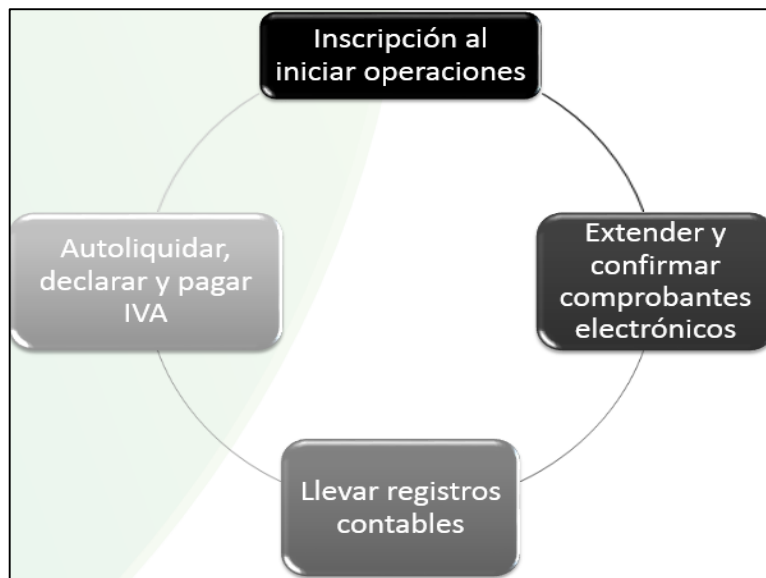 Inscripción al
iniciar operaciones
Extender y
confirmar
comprobantes
electrónicos
Llevar registros
contables
Autoliquidar,
declarar y pagar
IVA